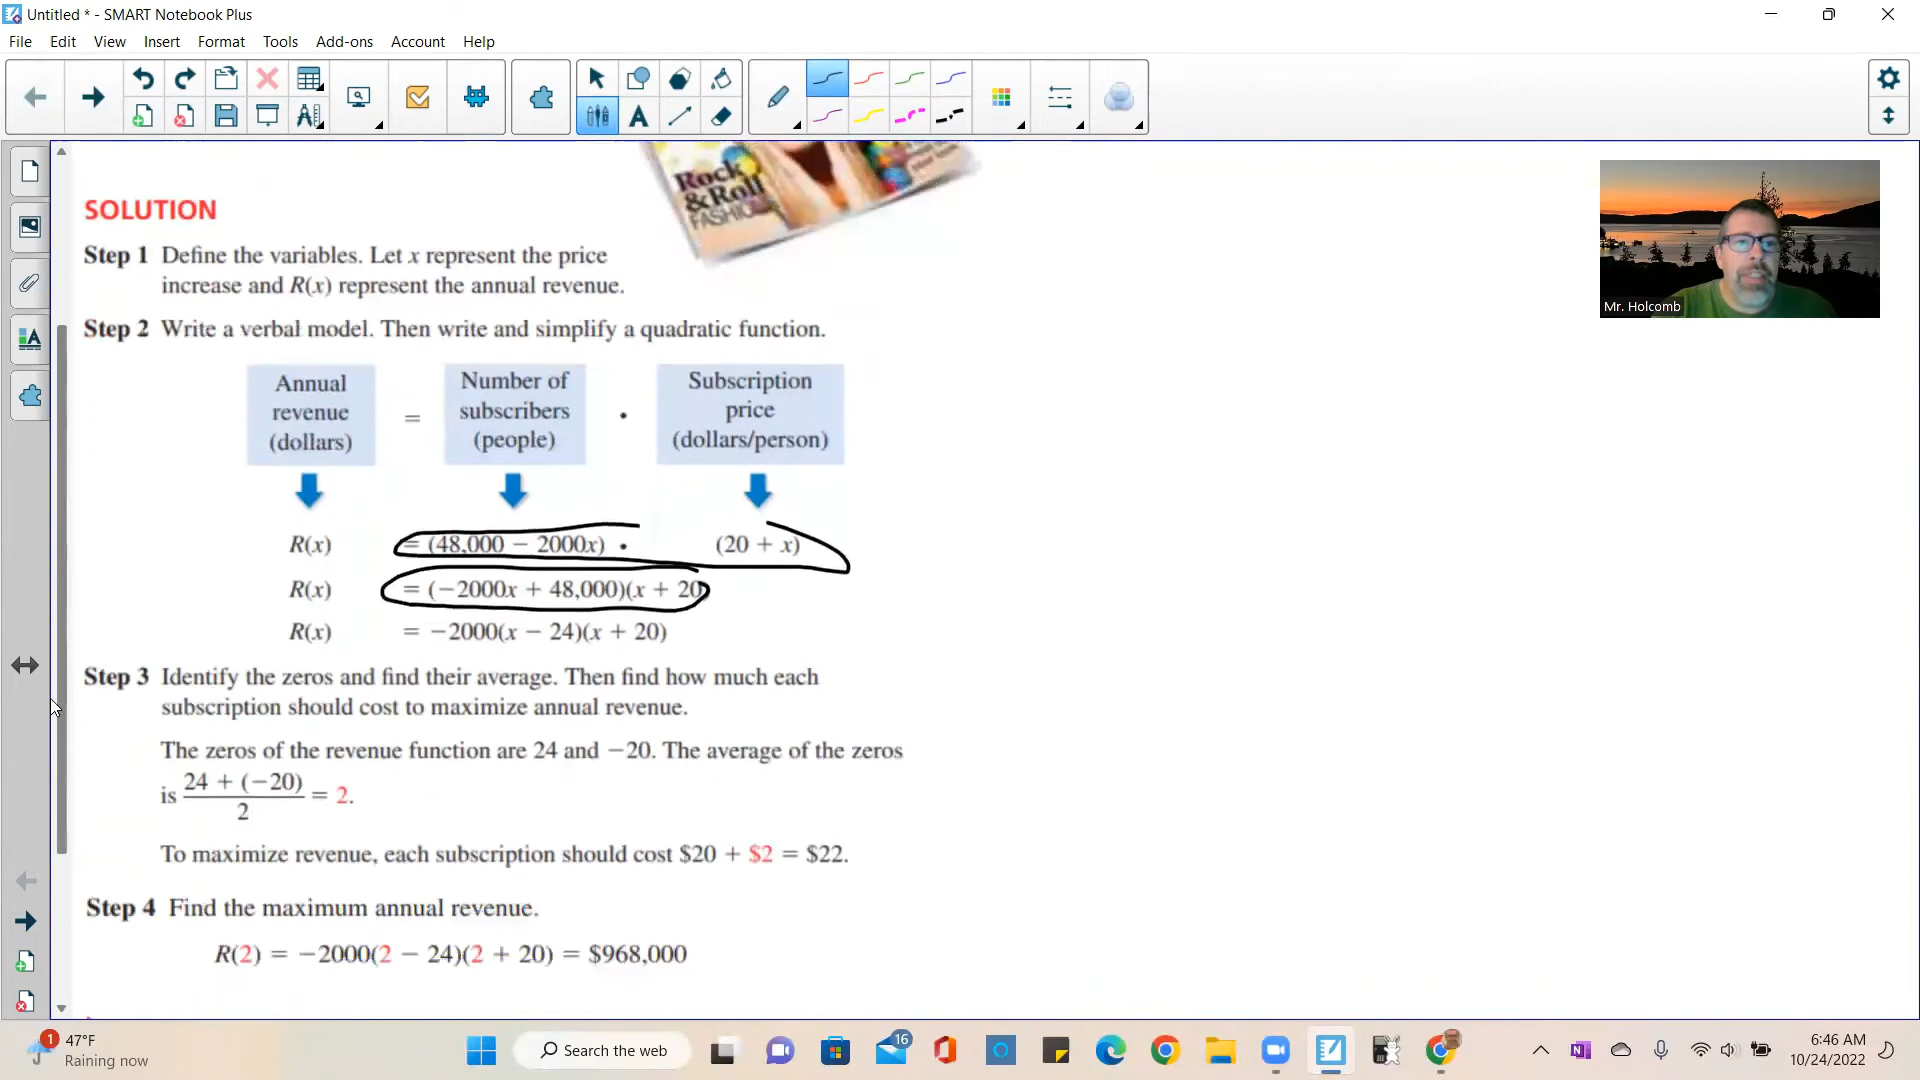 Untitled * - SMART Notebook Plus
File Edit View Insert Format Tools Add-ons Account Help
Rock
& Roll
FASHION
SOLUTION
Mr. Holcomb
Step 1 Define the variables. Let x represent the price
increase and R(x) represent the annual revenue.
Step 2 Write a verbal model. Then write and simplify a quadratic function.
Annual revenue (dollars) = Number of subscribers (people) • Subscription price (dollars/person)
R(x) = (48,000 − 2000x) • (20 + x)
R(x) = (−2000x + 48,000)(x + 20)
R(x) = −2000(x − 24)(x + 20)
Step 3 Identify the zeros and find their average. Then find how much each
subscription should cost to maximize annual revenue.
The zeros of the revenue function are 24 and −20. The average of the zeros
is 24 + (−20) / 2 = 2.
To maximize revenue, each subscription should cost $20 + $2 = $22.
Step 4 Find the maximum annual revenue.
R(2) = −2000(2 − 24)(2 + 20) = $968,000
1
47°F
Raining now
Search the web
16
6:46 AM
10/24/2022